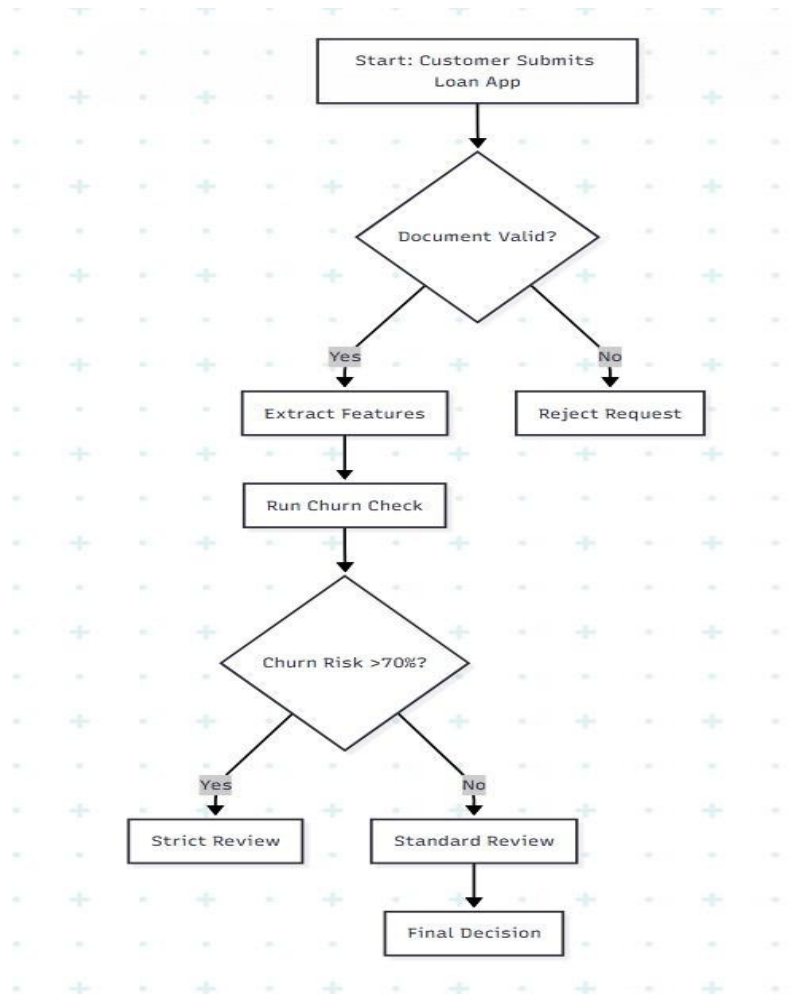 Start: Customer Submits
Loan App
Document Valid?
Yes
No
Extract Features
Reject Request
Run Churn Check
Churn Risk >70%?
Yes
No
Strict Review
Standard Review
Final Decision